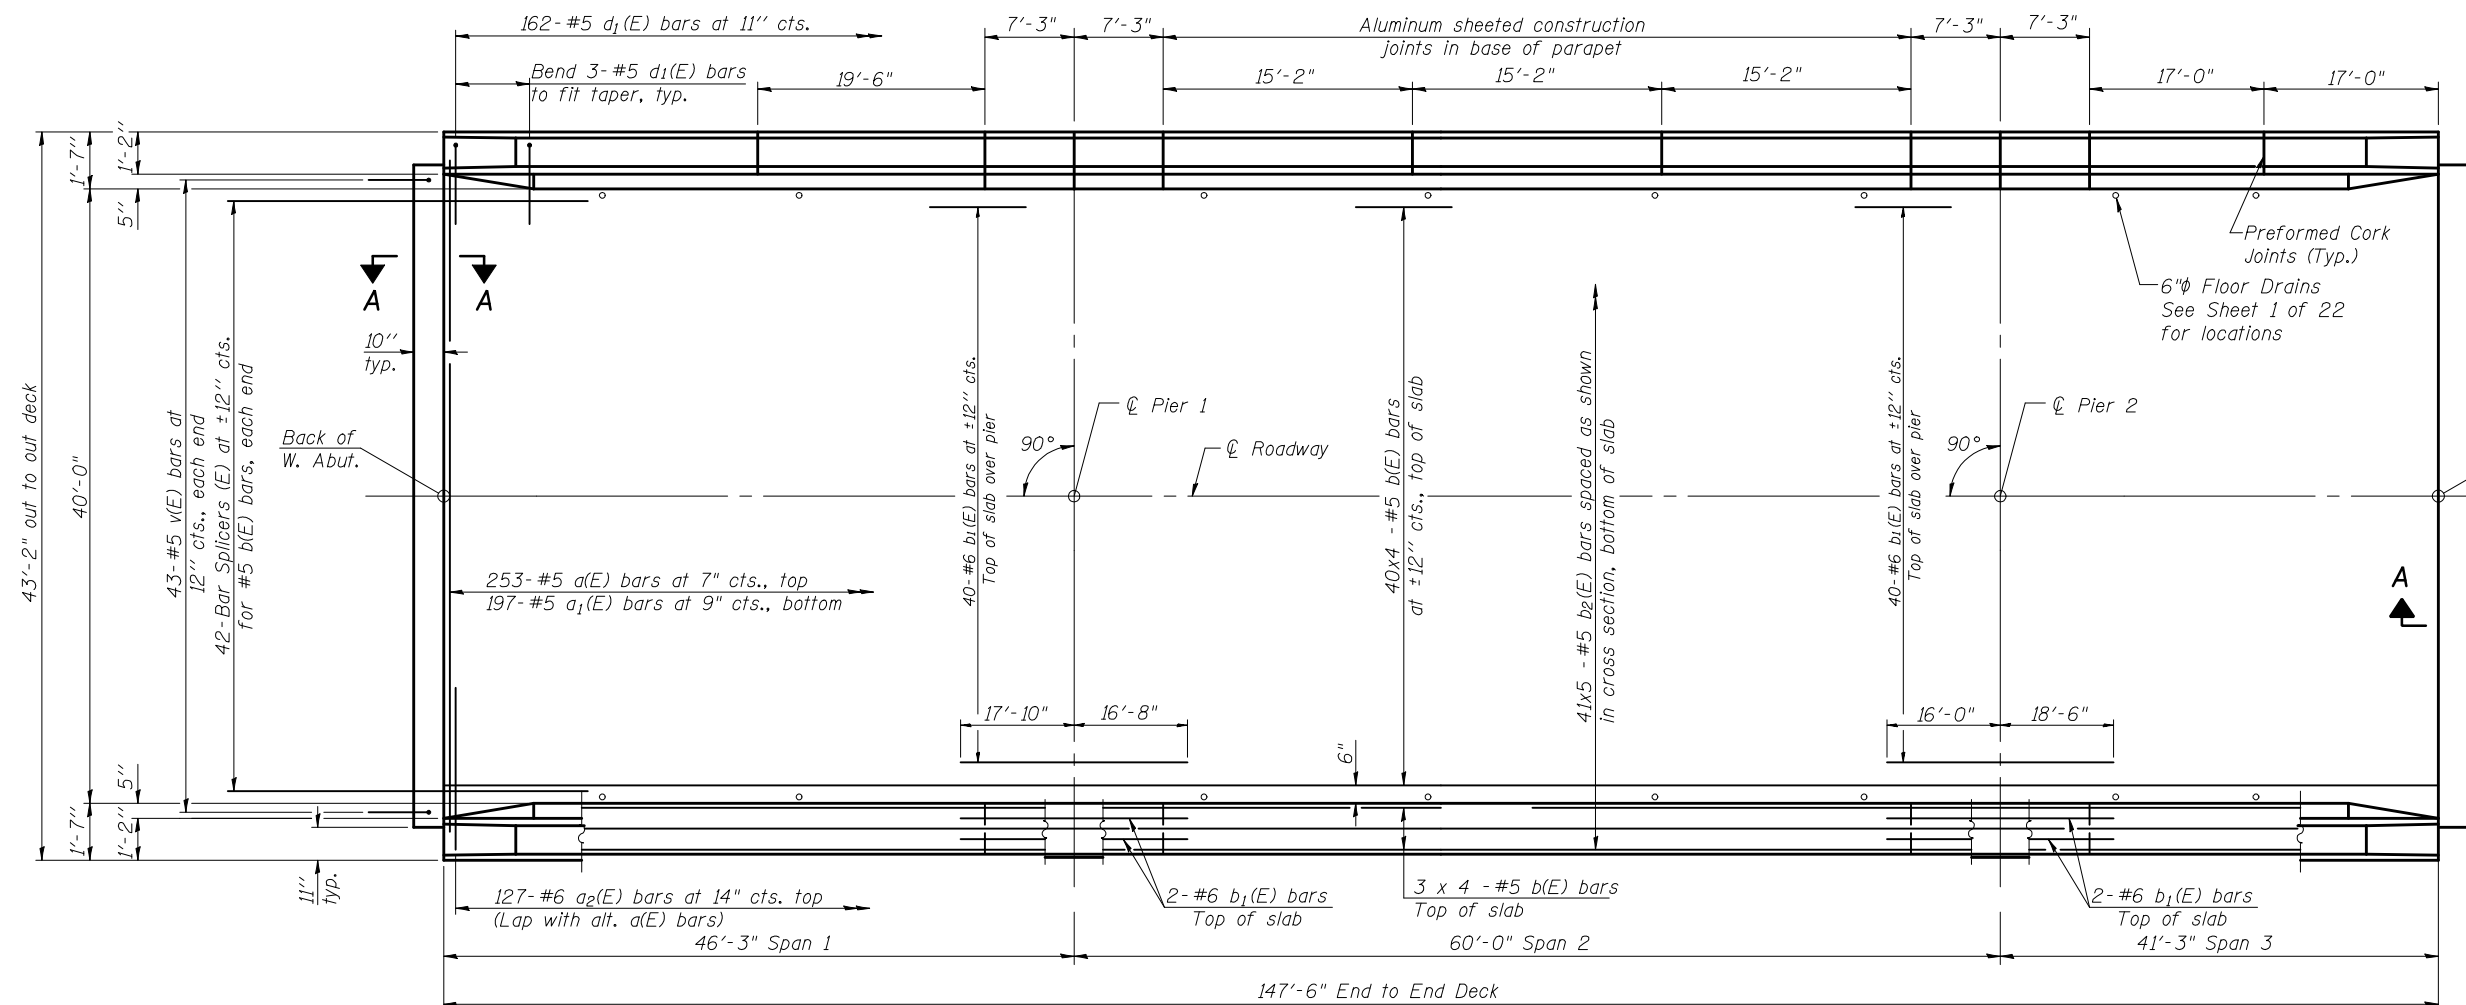 162-#5 d1(E) bars at 11'' cts.
Bend 3-#5 d1(E) bars
to fit taper, typ.
19'-6"
7'-3"
7'-3"
Aluminum sheeted construction
joints in base of parapet
15'-2"
15'-2"
15'-2"
7'-3"
7'-3"
17'-0"
17'-0"
43'-2" out to out deck
1'-7''
1'-2''
5''
40'-0"
A
A
10''
typ.
Back of
W. Abut.
43-#5 v(E) bars at
12'' cts., each end
42-Bar Splicers (E) at ±12'' cts.
for #5 b(E) bars, each end
253-#5 a(E) bars at 7" cts., top
197-#5 a1(E) bars at 9" cts., bottom
40-#6 b1(E) bars at ±12'' cts.
Top of slab over pier
90°
℄ Pier 1
℄ Roadway
40x4 - #5 b(E) bars
at ±12'' cts., top of slab
41x5 - #5 b2(E) bars spaced as shown
in cross section, bottom of slab
40-#6 b1(E) bars at ±12'' cts.
Top of slab over pier
90°
℄ Pier 2
Preformed Cork
Joints (Typ.)
6"ϕ Floor Drains
See Sheet 1 of 22
for locations
A
17'-10"
16'-8"
6"
16'-0"
18'-6"
5''
1'-7''
1'-2''
11''
typ.
127-#6 a2(E) bars at 14" cts. top
(Lap with alt. a(E) bars)
2-#6 b1(E) bars
Top of slab
3 x 4 - #5 b(E) bars
Top of slab
2-#6 b1(E) bars
Top of slab
46'-3" Span 1
60'-0" Span 2
41'-3" Span 3
147'-6" End to End Deck